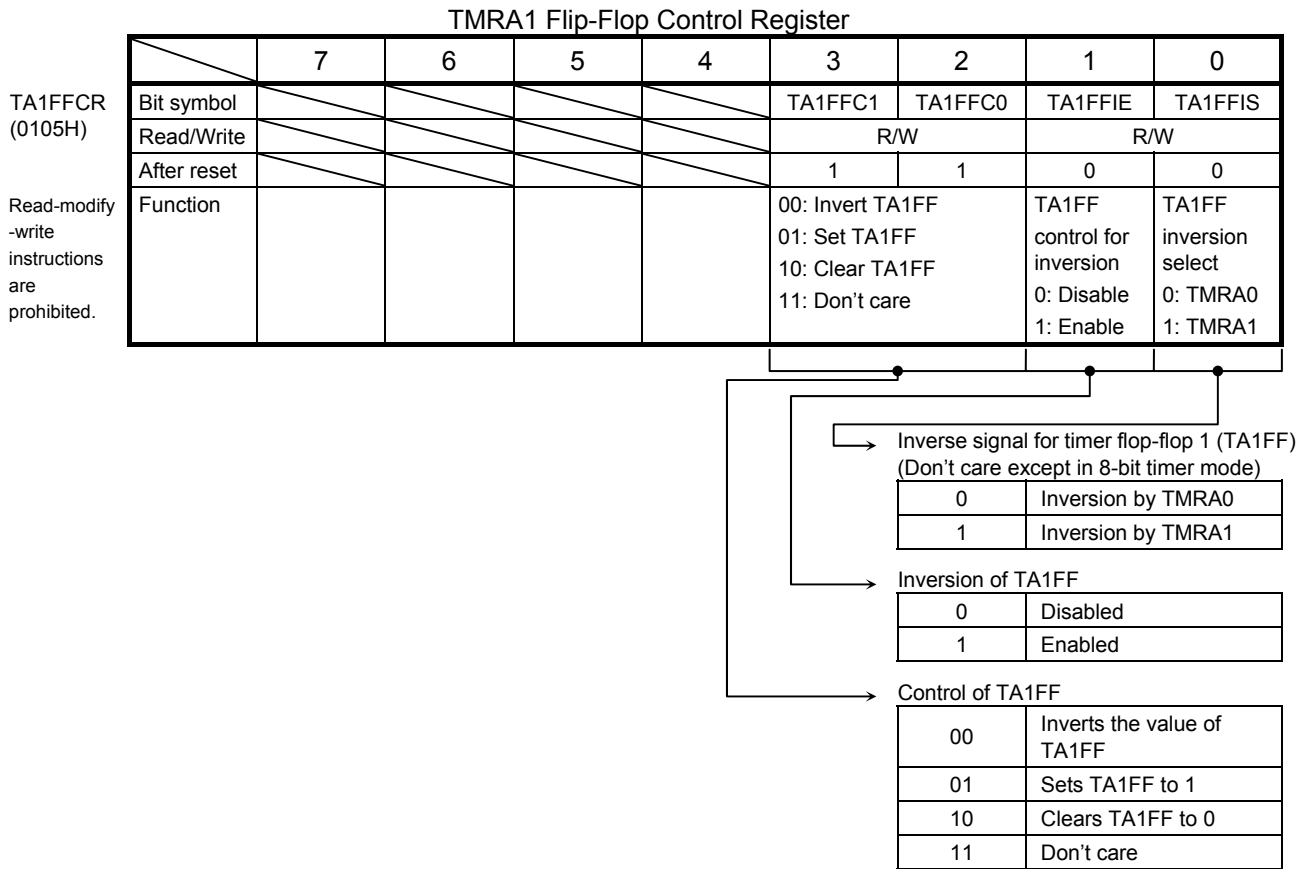 TMRA1 Flip-Flop Control Register
7 6 5 4 3 2 1 0
TA1FFCR
(0105H)
Bit symbol TA1FFC1 TA1FFC0 TA1FFIE TA1FFIS
Read/Write R/W R/W
After reset 1 1 0 0
Read-modify
-write
instructions
are
prohibited.
Function
00: Invert TA1FF
01: Set TA1FF
10: Clear TA1FF
11: Don't care
TA1FF
control for
inversion
0: Disable
1: Enable
TA1FF
inversion
select
0: TMRA0
1: TMRA1
Inverse signal for timer flop-flop 1 (TA1FF)
(Don't care except in 8-bit timer mode)
0 Inversion by TMRA0
1 Inversion by TMRA1
Inversion of TA1FF
0 Disabled
1 Enabled
Control of TA1FF
00 Inverts the value of
TA1FF
01 Sets TA1FF to 1
10 Clears TA1FF to 0
11 Don't care